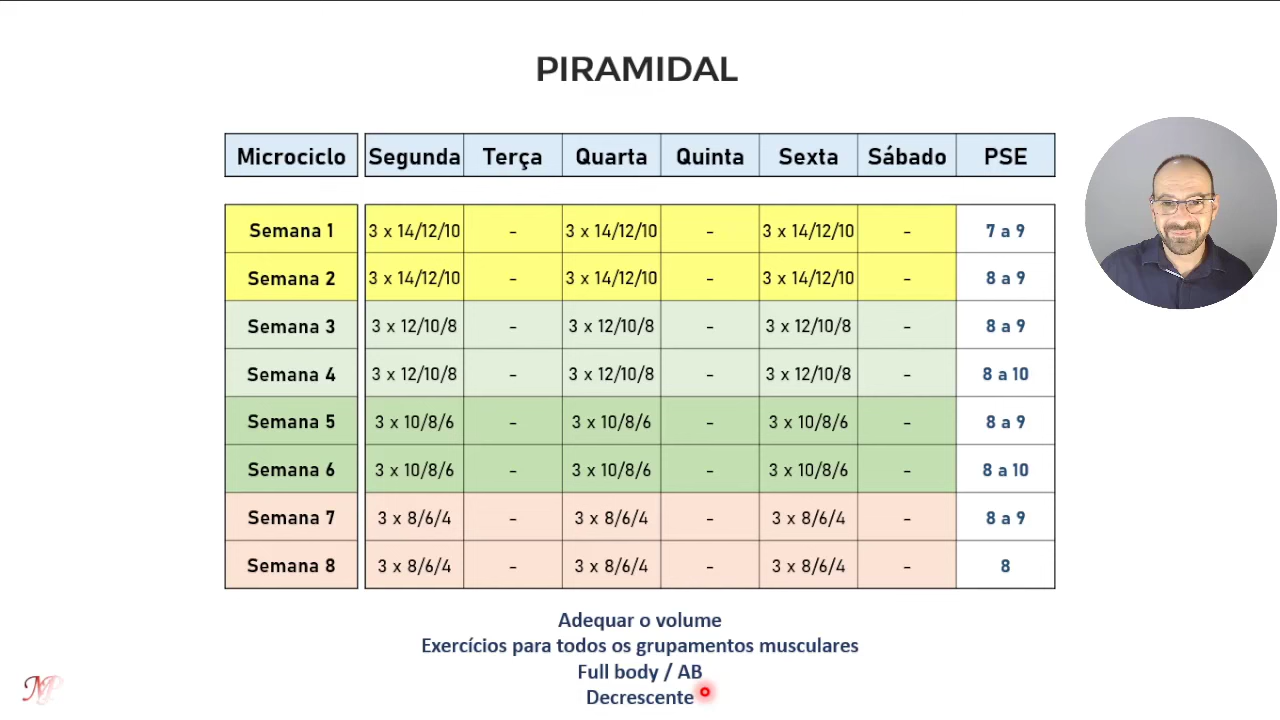 PIRAMIDAL
Microciclo Segunda Terça Quarta Quinta Sexta Sábado PSE
Semana 1 3 x 14/12/10 - 3 x 14/12/10 - 3 x 14/12/10 - 7 a 9
Semana 2 3 x 14/12/10 - 3 x 14/12/10 - 3 x 14/12/10 - 8 a 9
Semana 3 3 x 12/10/8 - 3 x 12/10/8 - 3 x 12/10/8 - 8 a 9
Semana 4 3 x 12/10/8 - 3 x 12/10/8 - 3 x 12/10/8 - 8 a 10
Semana 5 3 x 10/8/6 - 3 x 10/8/6 - 3 x 10/8/6 - 8 a 9
Semana 6 3 x 10/8/6 - 3 x 10/8/6 - 3 x 10/8/6 - 8 a 10
Semana 7 3 x 8/6/4 - 3 x 8/6/4 - 3 x 8/6/4 - 8 a 9
Semana 8 3 x 8/6/4 - 3 x 8/6/4 - 3 x 8/6/4 - 8
Adequar o volume
Exercícios para todos os grupamentos musculares
Full body / AB
Decrescente